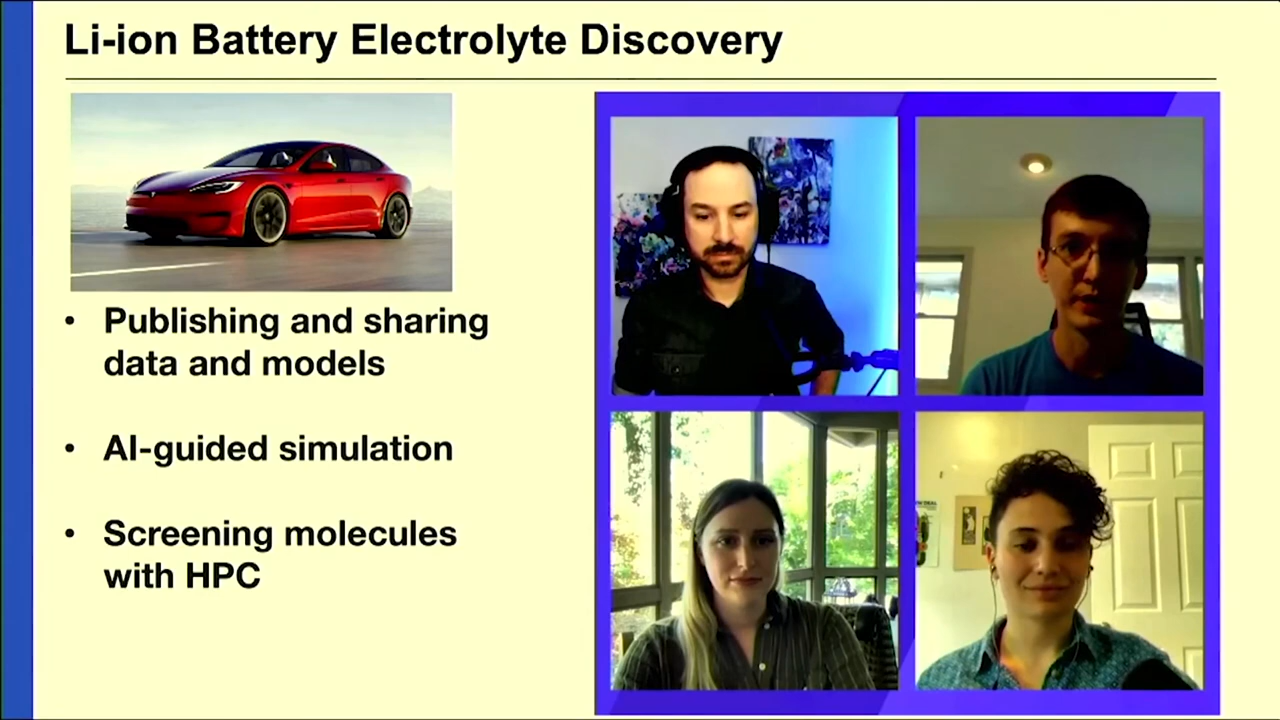 Li-ion Battery Electrolyte Discovery
• Publishing and sharing
data and models
• AI-guided simulation
• Screening molecules
with HPC